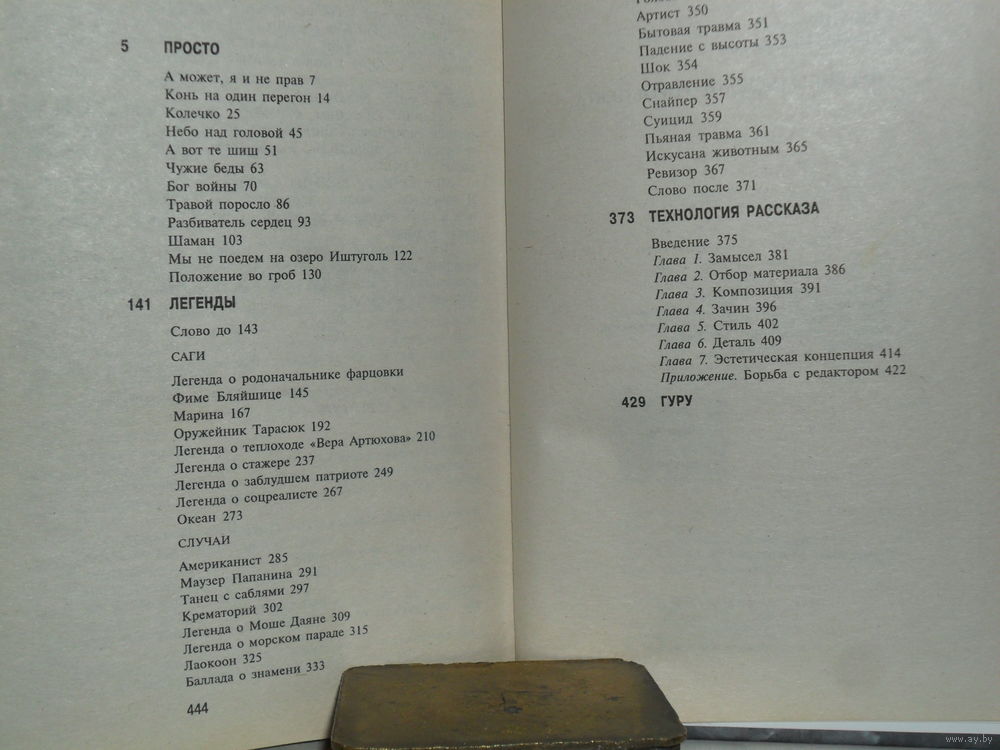 5 ПРОСТО
А может, я и не прав 7
Конь на один перегон 14
Колечко 25
Небо над головой 45
А вот те шиш 51
Чужие беды 63
Бог войны 70
Травой поросло 86
Разбиватель сердец 93
Шаман 103
Мы не поедем на озеро Иштуголь 122
Положение во гроб 130
141 ЛЕГЕНДЫ
Слово до 143
САГИ
Легенда о родоначальнике фарцовки
Фиме Бляйшице 145
Марина 167
Оружейник Тарасюк 192
Легенда о теплоходе «Вера Артюхова» 210
Легенда о стажере 237
Легенда о заблудшем патриоте 249
Легенда о соцреалисте 267
Океан 273
СЛУЧАИ
Американист 285
Маузер Папанина 291
Танец с саблями 297
Крематорий 302
Легенда о Моше Даяне 309
Легенда о морском параде 315
Лаокоон 325
Баллада о знамени 333
444
Артист 350
Бытовая травма 351
Падение с высоты 353
Шок 354
Отравление 355
Снайпер 357
Суицид 359
Пьяная травма 361
Искусана животным 365
Ревизор 367
Слово после 371
373 ТЕХНОЛОГИЯ РАССКАЗА
Введение 375
Глава 1. Замысел 381
Глава 2. Отбор материала 386
Глава 3. Композиция 391
Глава 4. Зачин 396
Глава 5. Стиль 402
Глава 6. Деталь 409
Глава 7. Эстетическая концепция 414
Приложение. Борьба с редактором 422
429 ГУРУ
www.ay.by